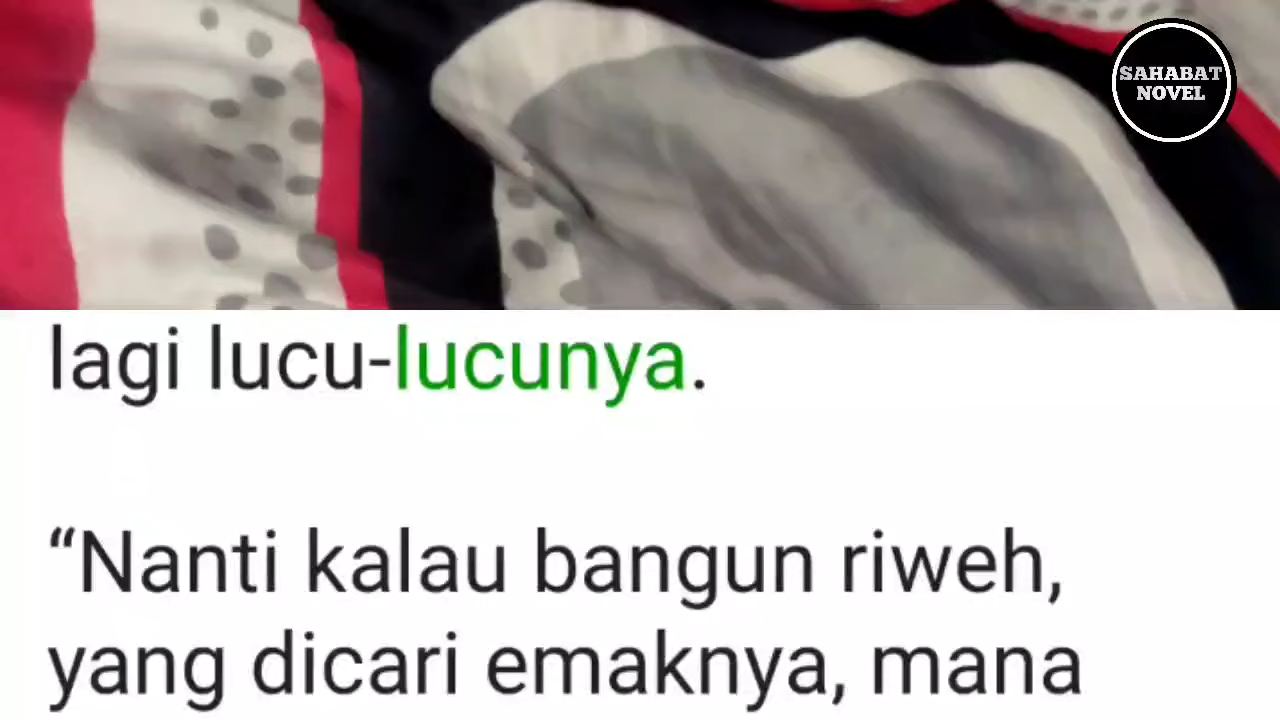 SAHABAT
NOVEL
lagi lucu-lucunya.
“Nanti kalau bangun riweh,
yang dicari emaknya, mana